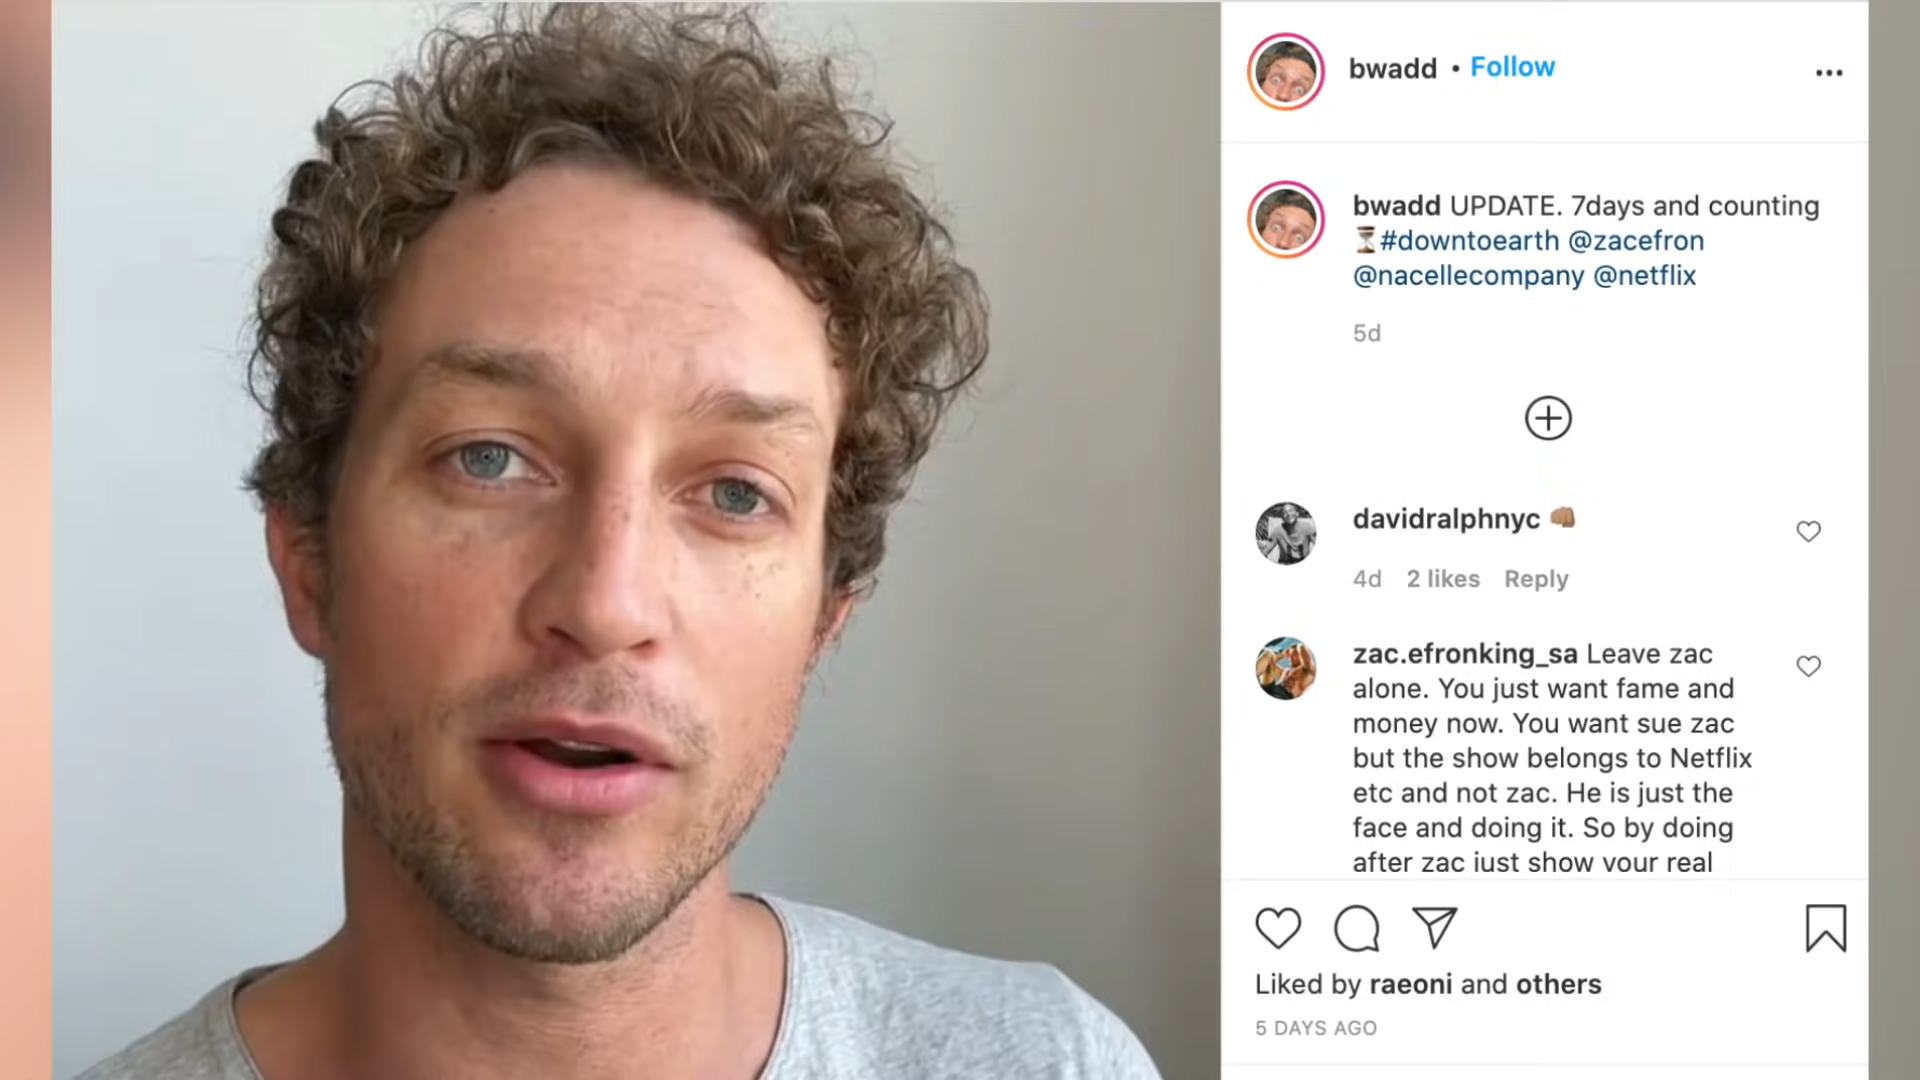 bwadd • Follow
bwadd UPDATE. 7days and counting
⏳#downtoearth @zacefron
@nacellecompany @netflix
5d
davidralphnyc 👊🏽
4d 2 likes Reply
zac.efronking_sa Leave zac
alone. You just want fame and
money now. You want sue zac
but the show belongs to Netflix
etc and not zac. He is just the
face and doing it. So by doing
after zac just show your real
Liked by raeoni and others
5 DAYS AGO